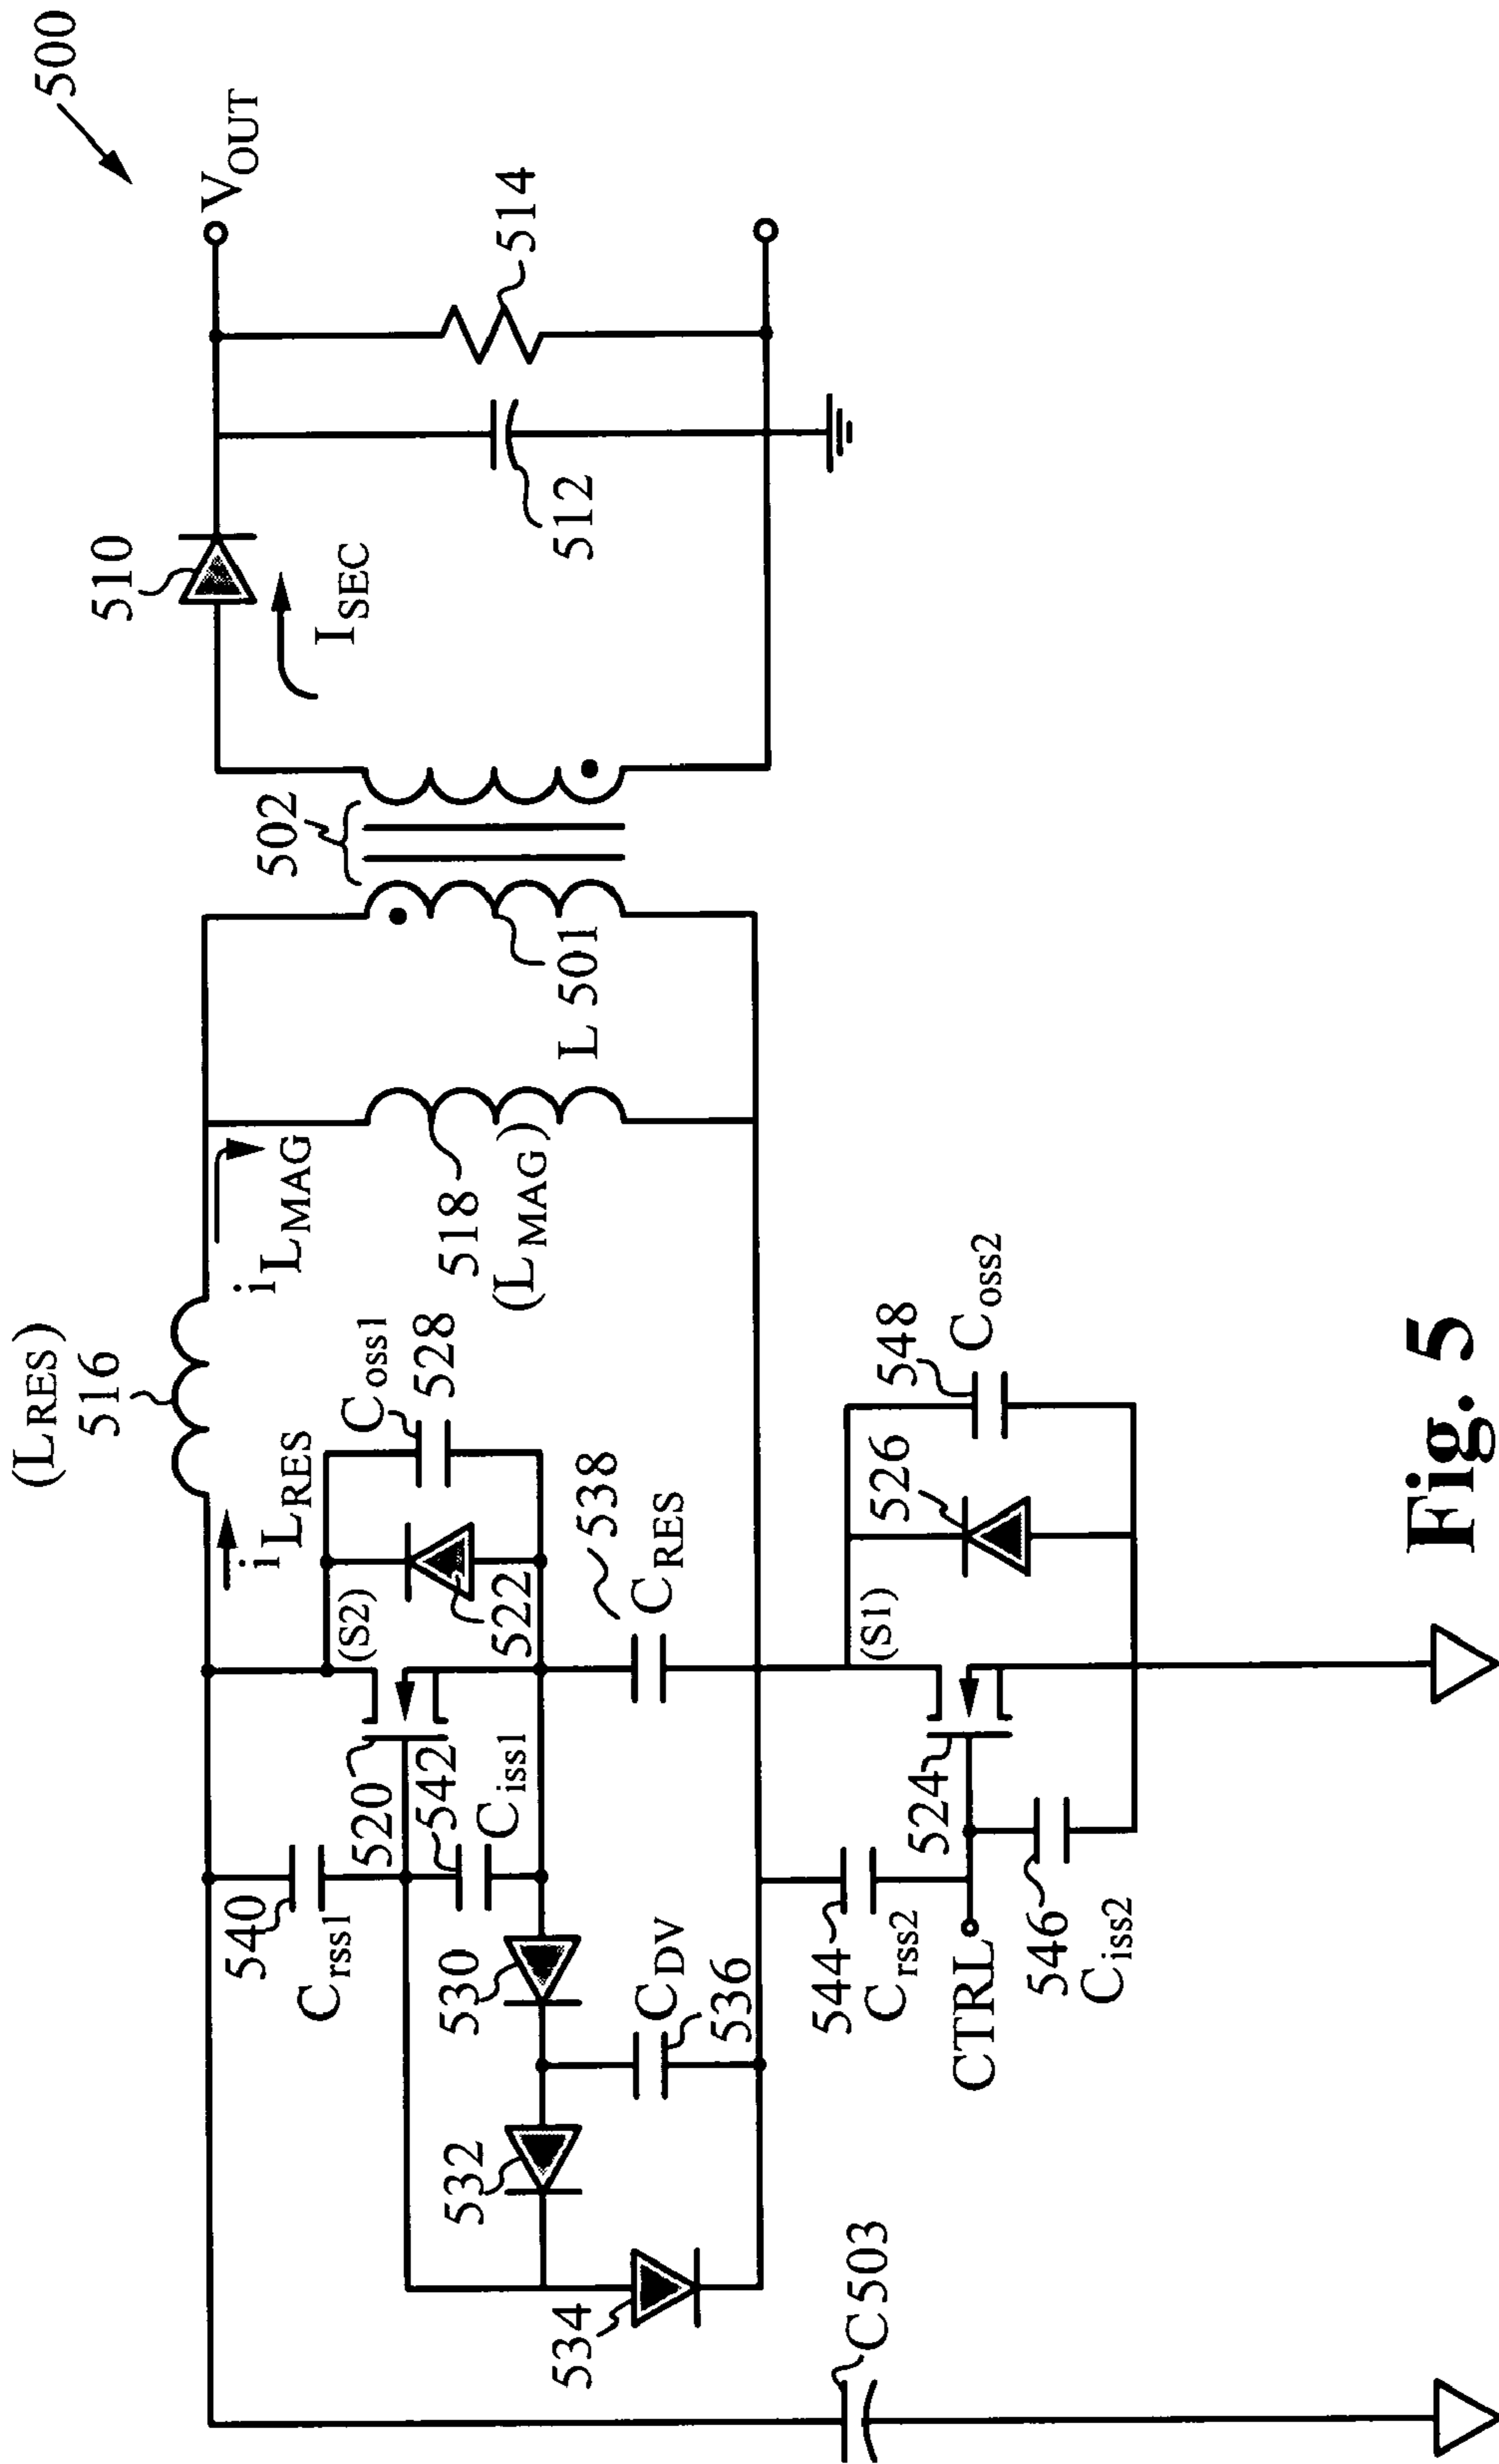 500
(LRES)
516
iLRES
iLMAG
510
VOUT
ISEC
502
514
512
L 501
518
(LMAG)
540
Crss1
520
542
Ciss1
(S2)
522
Coss1
528
530
532
534
CDV
536
538
CRES
C503
544
Crss2
CTRL
546
Ciss2
524
(S1)
526
548
Coss2
Fig. 5